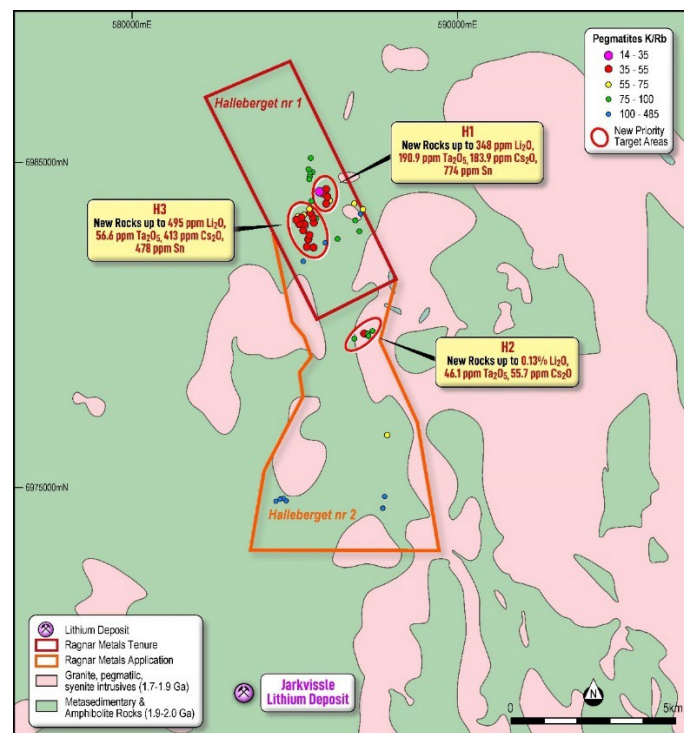 580000mE
590000mE
Pegmatites K/Rb
14 - 35
35 - 55
55 - 75
75 - 100
100 - 485
New Priority
Target Areas
Halleberget nr 1
6985000mN
H1
New Rocks up to 348 ppm Li₂O,
190.9 ppm Ta₂O₅, 183.9 ppm Cs₂O,
774 ppm Sn
H3
New Rocks up to 495 ppm Li₂O,
56.6 ppm Ta₂O₅, 413 ppm Cs₂O,
478 ppm Sn
H2
New Rocks up to 0.13% Li₂O,
46.1 ppm Ta₂O₅, 55.7 ppm Cs₂O
6975000mN
Halleberget nr 2
Lithium Deposit
Ragnar Metals Tenure
Ragnar Metals Application
Granite, pegmatiic,
syenite intrusives (1.7-1.9 Ga)
Metasedimentary &
Amphibolite Rocks (1.9-2.0 Ga)
Jarkvissle
Lithium Deposit
N
0
5km